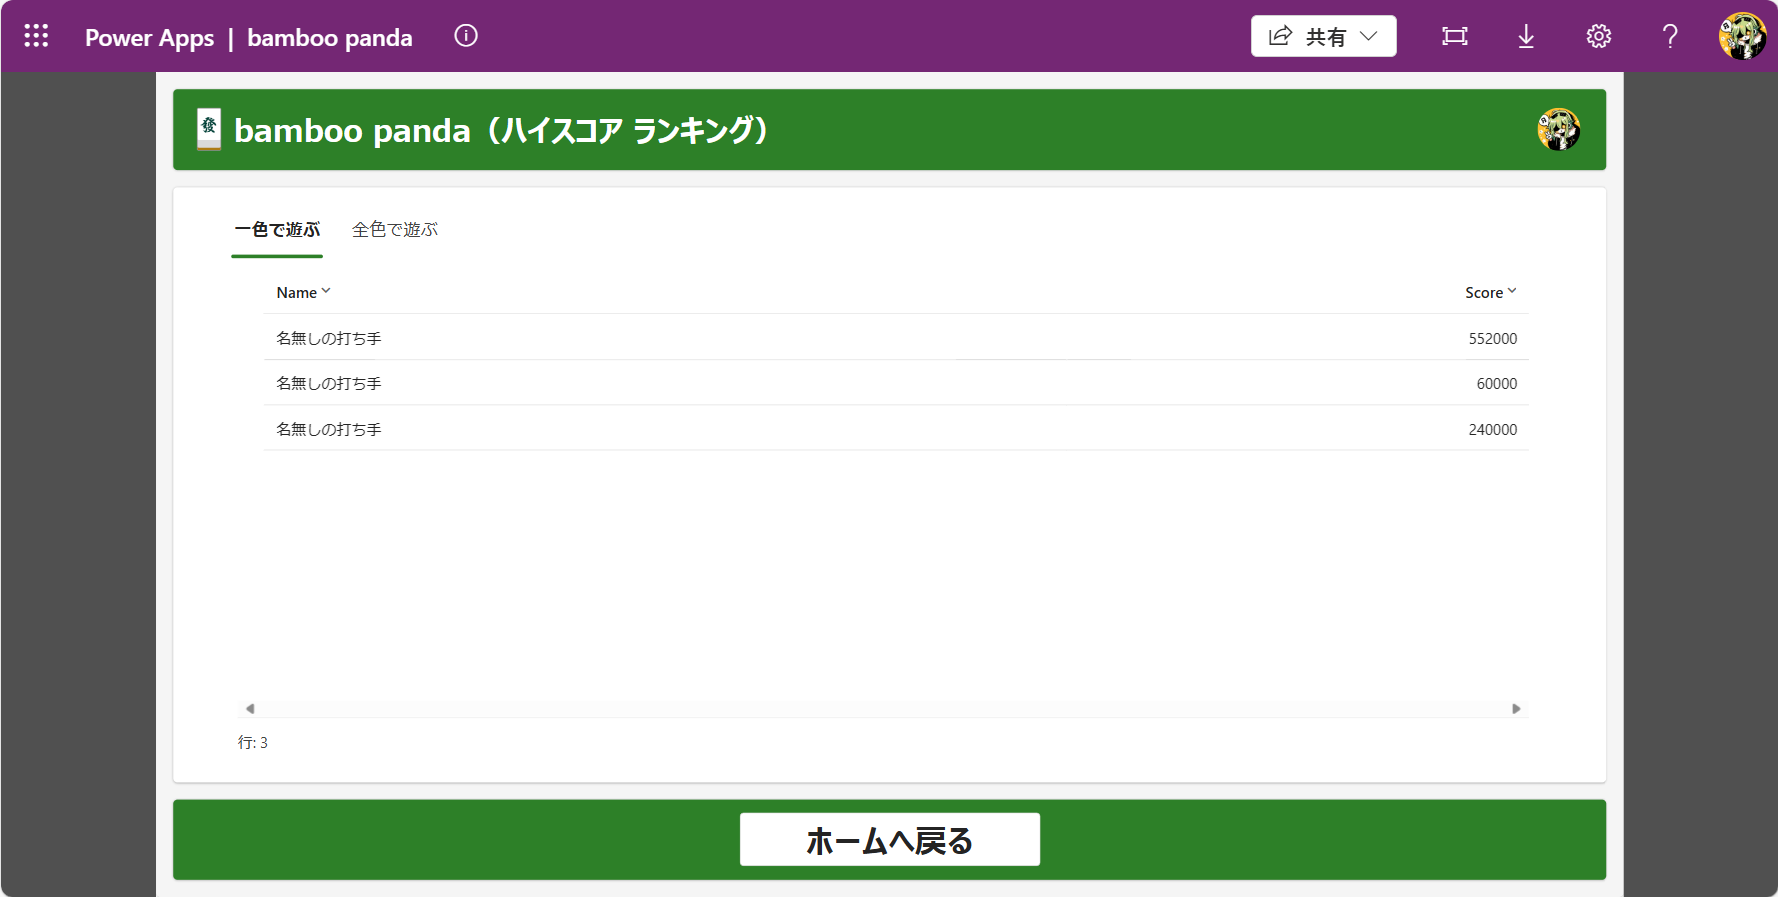 Power Apps | bamboo panda
共有
發 bamboo panda（ハイスコア ランキング）
一色で遊ぶ 全色で遊ぶ
Name Score
名無しの打ち手 552000
名無しの打ち手 60000
名無しの打ち手 240000
行: 3
ホームへ戻る